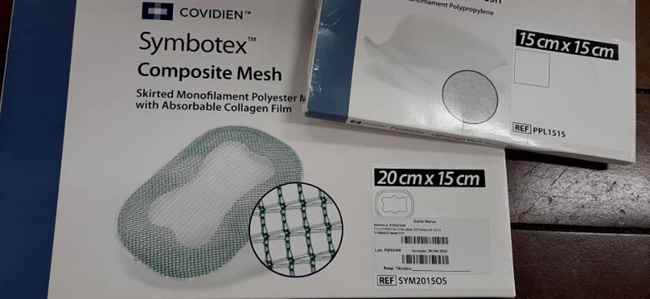 COVIDIEN™
Symbotex™
Composite Mesh
Skirted Monofilament Polyester
with Absorbable Collagen Film
20 cm x 15 cm
REF SYM2015OS
Polypropylene
15 cm x 15 cm
REF PPL1515